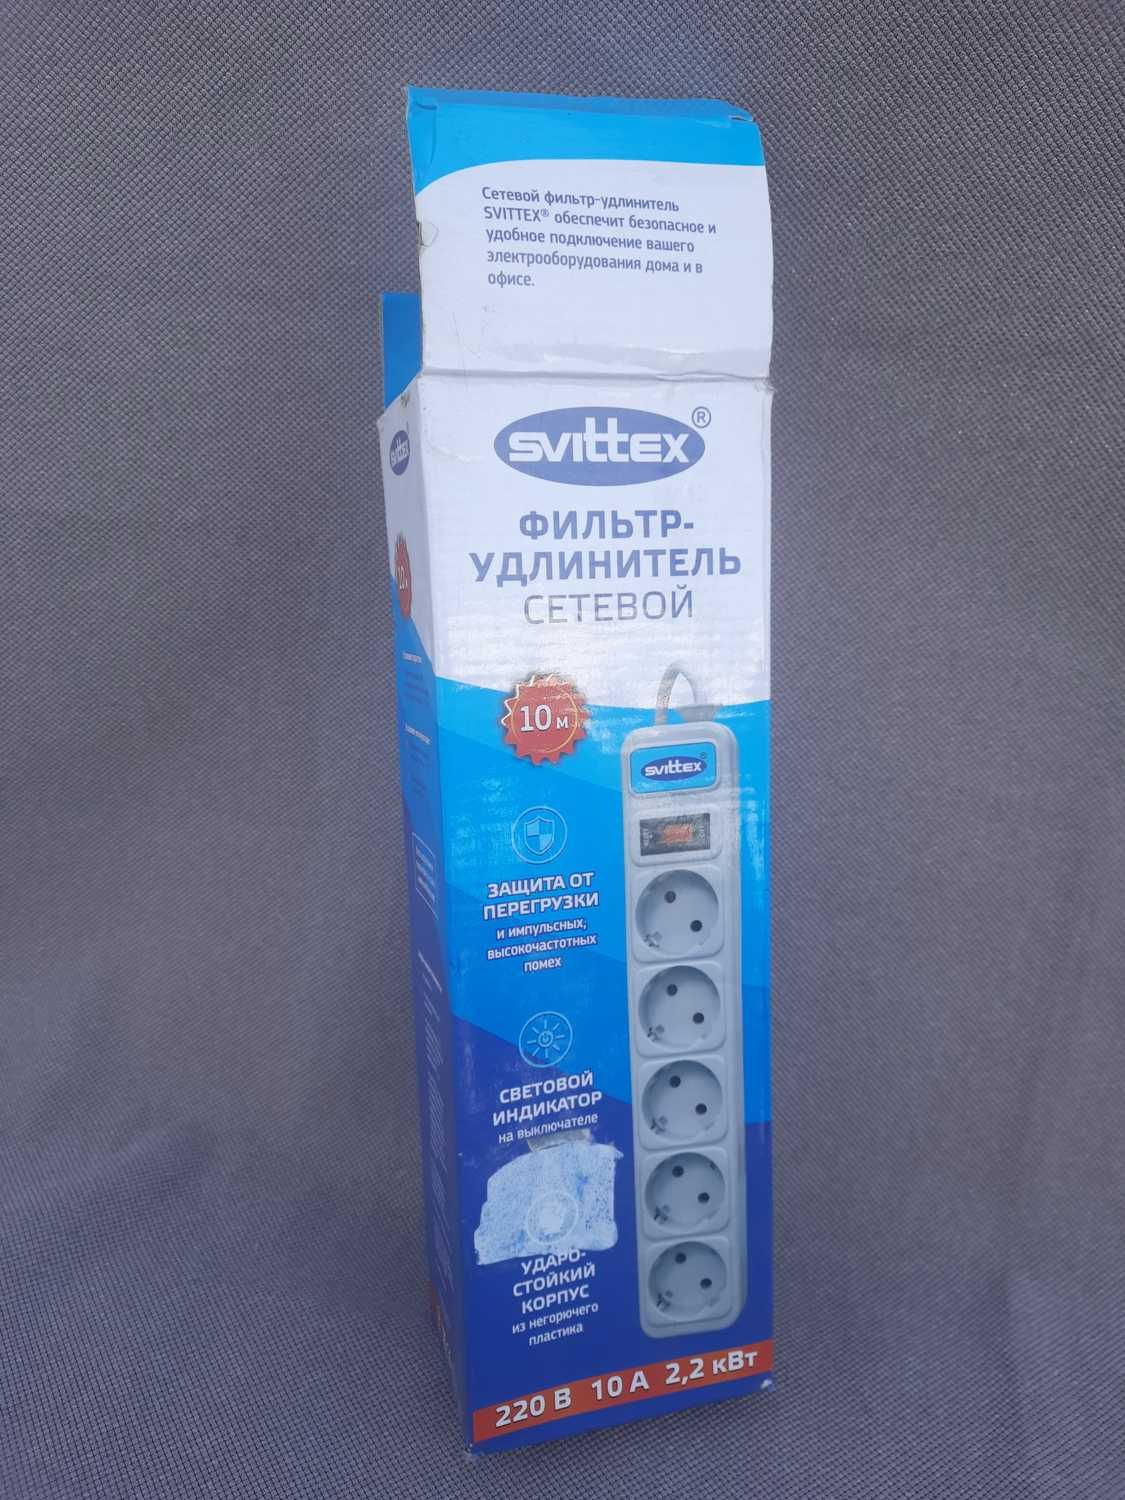 Сетевой фильтр-удлинитель
SVITTEX® обеспечит безопасное и
удобное подключение вашего
электрооборудования дома и в
офисе.
svittex®
ФИЛЬТР-
УДЛИНИТЕЛЬ
СЕТЕВОЙ
10 м
svittex®
ЗАЩИТА ОТ
ПЕРЕГРУЗКИ
и импульсных,
высокочастотных
помех
СВЕТОВОЙ
ИНДИКАТОР
на выключателе
УДАРО-
СТОЙКИЙ
КОРПУС
из негорючего
пластика
220 В 10 А 2,2 кВт
svittex
10